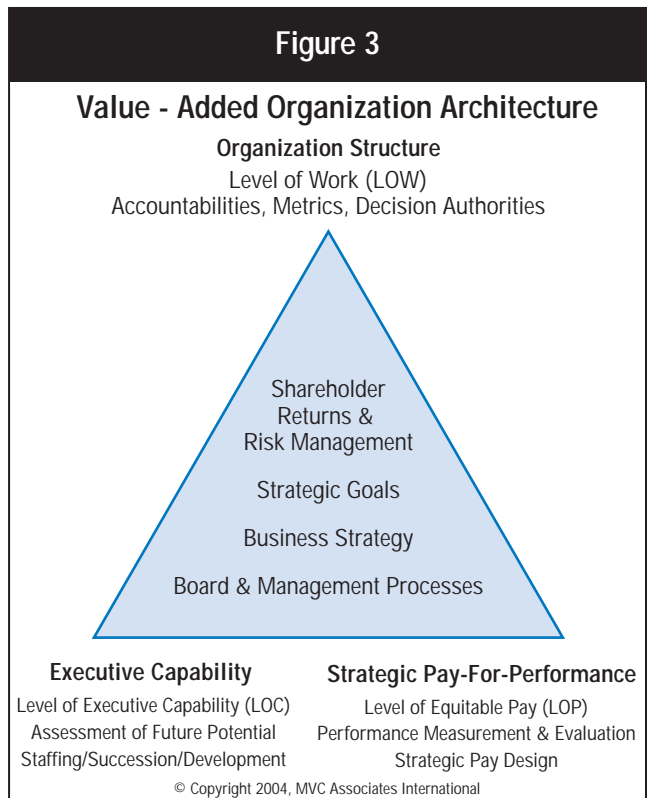 Figure 3
Value - Added Organization Architecture
Organization Structure
Level of Work (LOW)
Accountabilities, Metrics, Decision Authorities
Shareholder
Returns &
Risk Management
Strategic Goals
Business Strategy
Board & Management Processes
Executive Capability
Level of Executive Capability (LOC)
Assessment of Future Potential
Staffing/Succession/Development
Strategic Pay-For-Performance
Level of Equitable Pay (LOP)
Performance Measurement & Evaluation
Strategic Pay Design
© Copyright 2004, MVC Associates International